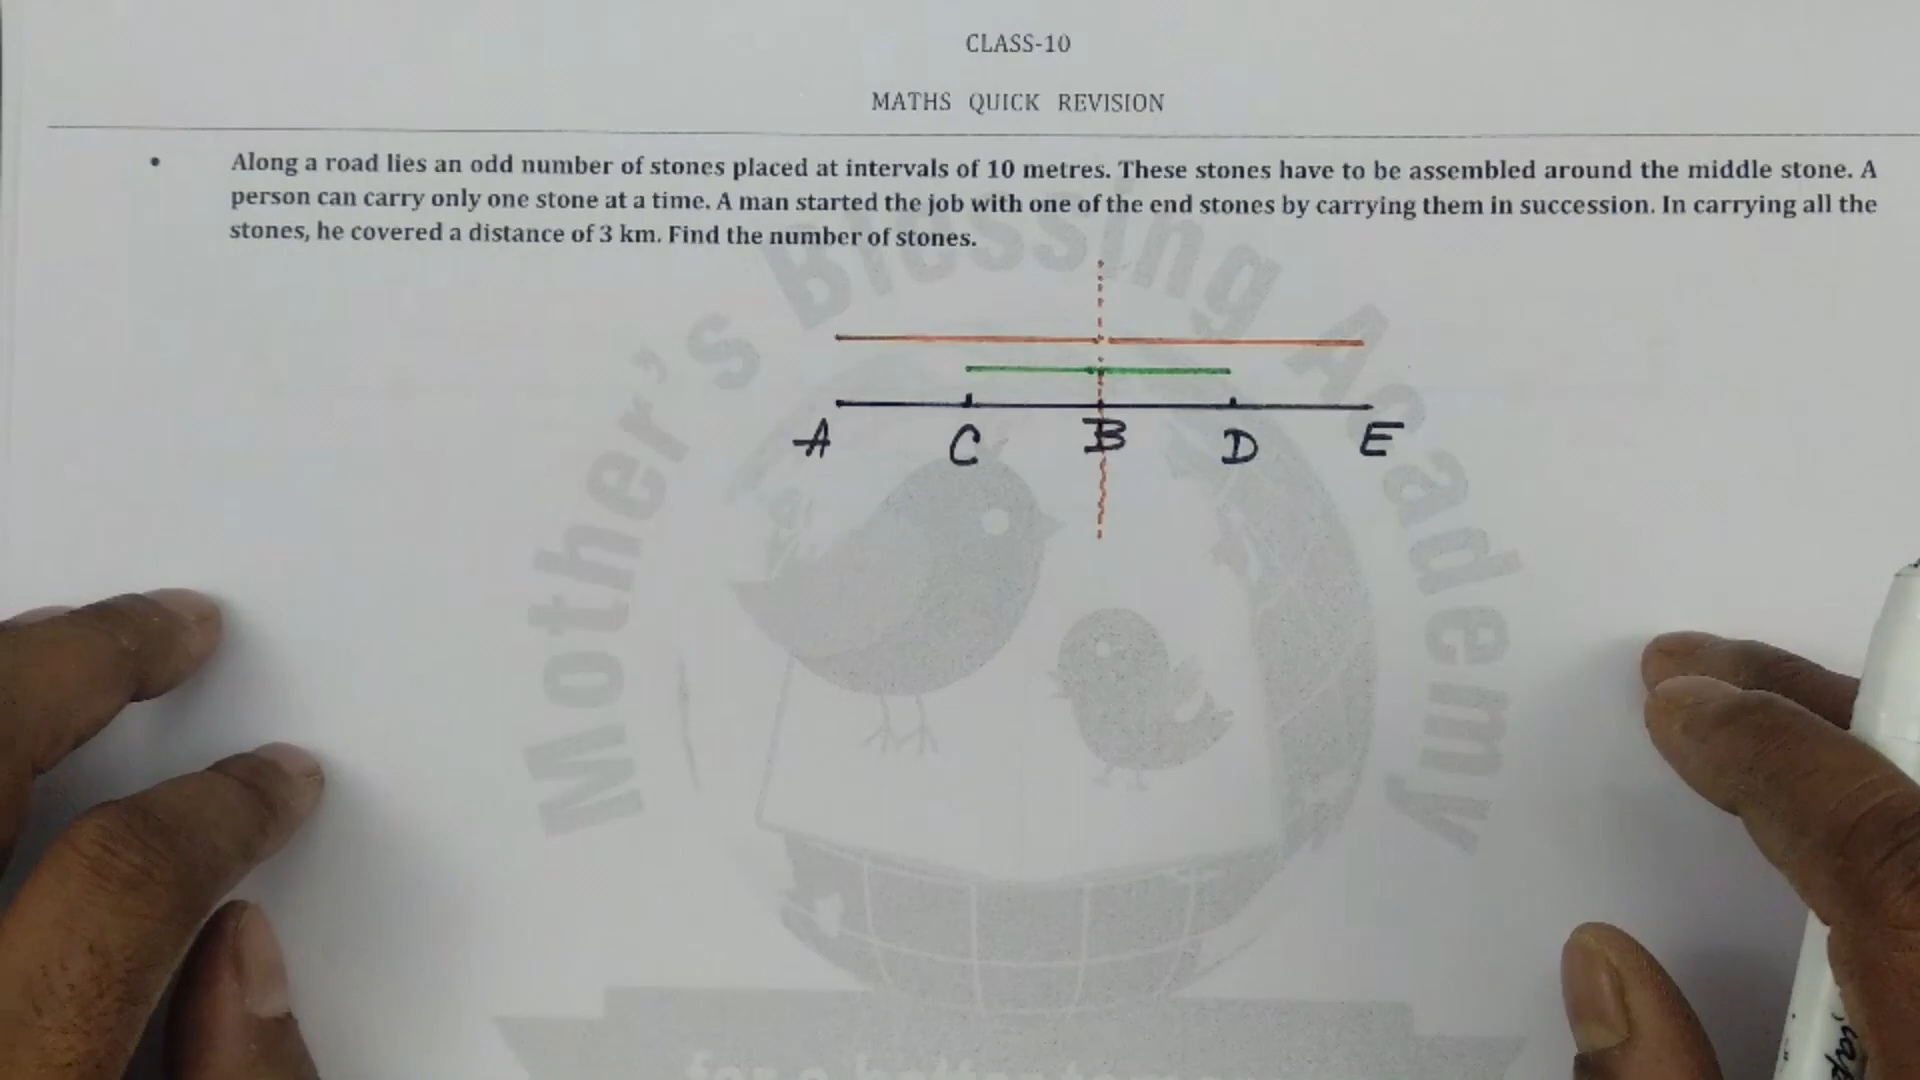 CLASS-10
MATHS QUICK REVISION
• Along a road lies an odd number of stones placed at intervals of 10 metres. These stones have to be assembled around the middle stone. A
person can carry only one stone at a time. A man started the job with one of the end stones by carrying them in succession. In carrying all the
stones, he covered a distance of 3 km. Find the number of stones.
A C B D E
Mother's Blessing Academy